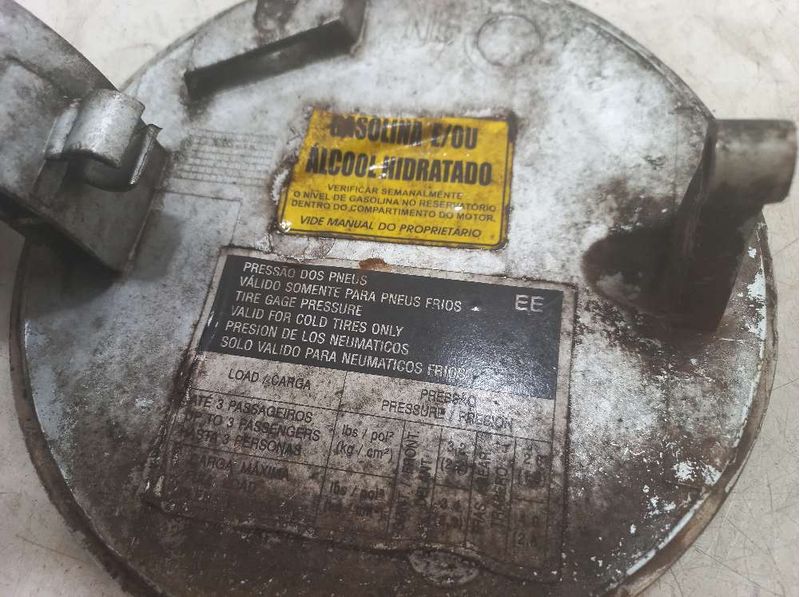 GASOLINA E/OU
ÁLCOOL HIDRATADO
VERIFICAR SEMANALMENTE
O NÍVEL DE GASOLINA NO RESERVATÓRIO
DENTRO DO COMPARTIMENTO DO MOTOR.
VIDE MANUAL DO PROPRIETÁRIO
PRESSÃO DOS PNEUS
VÁLIDO SOMENTE PARA PNEUS FRIOS EE
TIRE GAGE PRESSURE
VALID FOR COLD TIRES ONLY
PRESION DE LOS NEUMATICOS
SOLO VALIDO PARA NEUMATICOS FRIOS
LOAD / CARGA
PRESSÃO
PRESSURE / PRESION
ATÉ 3 PASSAGEIROS
UP TO 3 PASSENGERS
HASTA 3 PERSONAS
lbs / pol²
(kg / cm²)
CARGA MÁXIMA
LOAD
lbs / pol²
FRONT